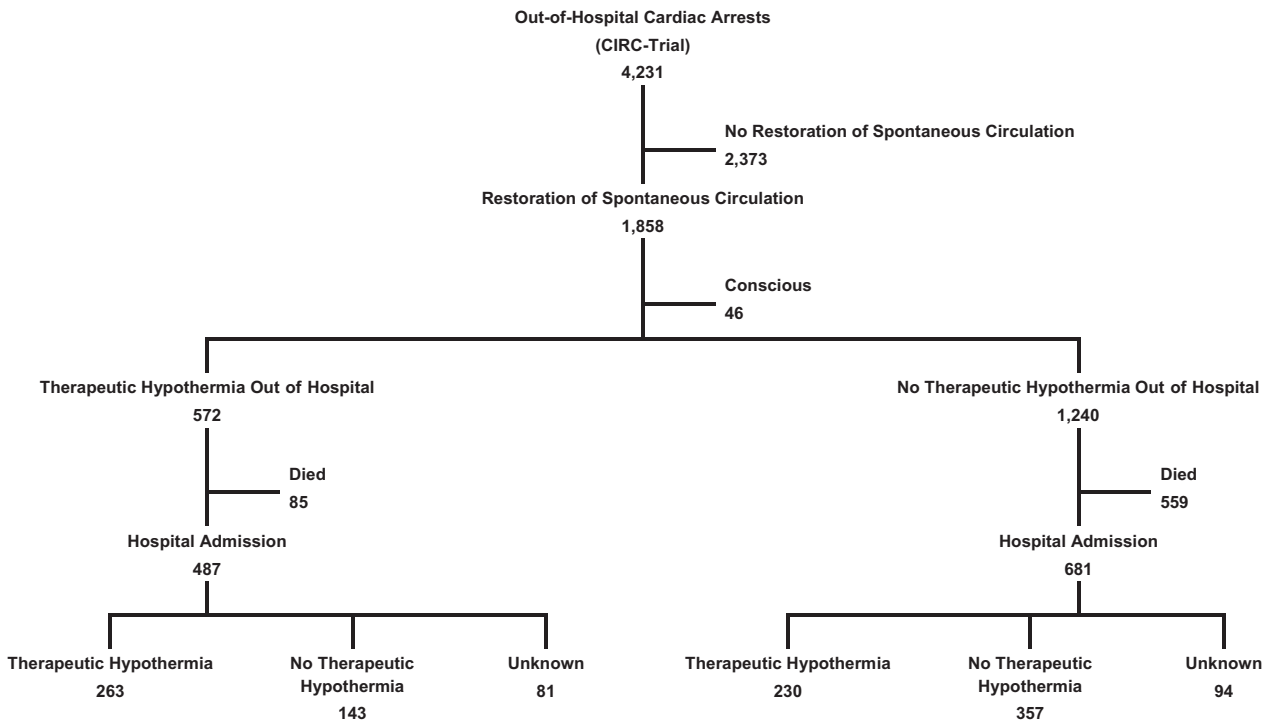 Out-of-Hospital Cardiac Arrests
(CIRC-Trial)
4,231
No Restoration of Spontaneous Circulation
2,373
Restoration of Spontaneous Circulation
1,858
Conscious
46
Therapeutic Hypothermia Out of Hospital
572
No Therapeutic Hypothermia Out of Hospital
1,240
Died
85
Died
559
Hospital Admission
487
Hospital Admission
681
Therapeutic Hypothermia
263
No Therapeutic
Hypothermia
143
Unknown
81
Therapeutic Hypothermia
230
No Therapeutic
Hypothermia
357
Unknown
94